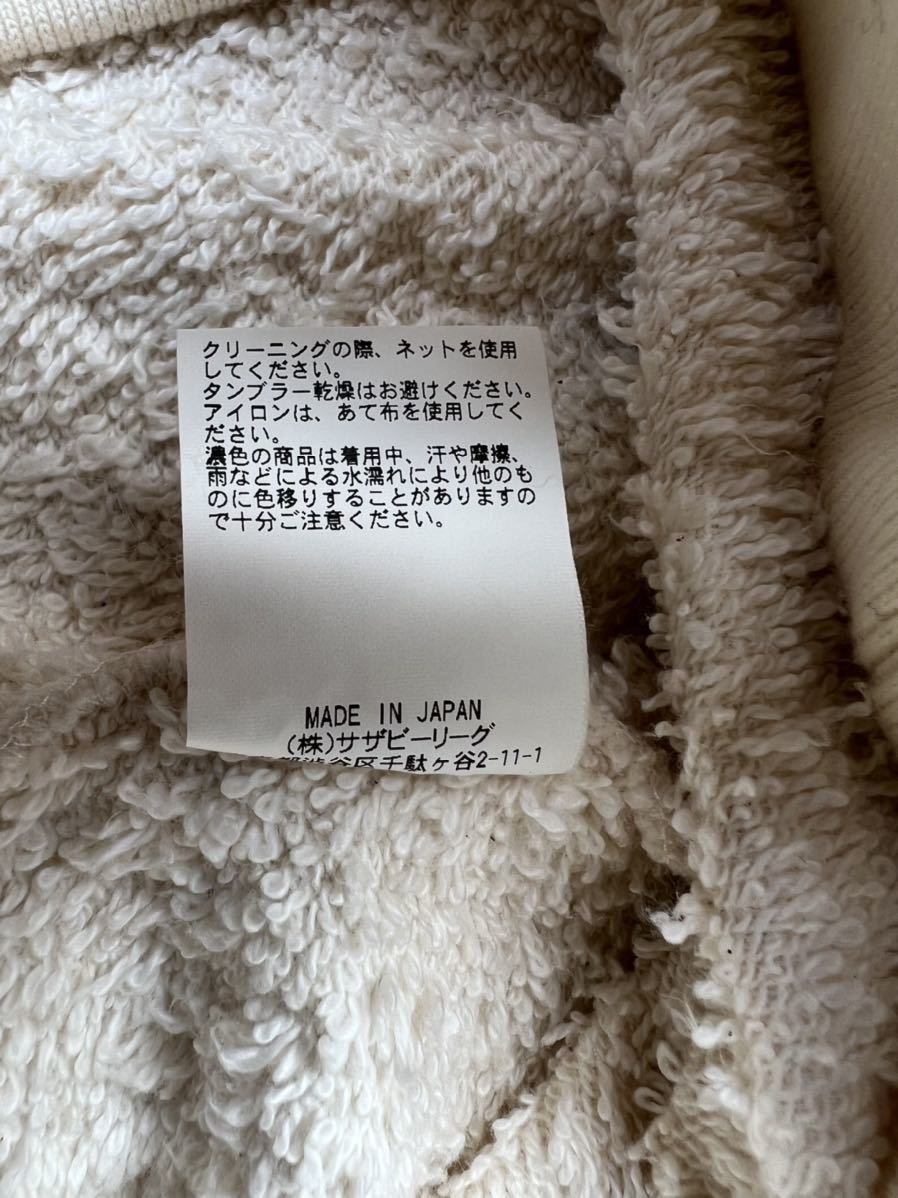 クリーニングの際、ネットを使用
してください。
タンブラー乾燥はお避けください。
アイロンは、あて布を使用してく
ださい。
濃色の商品は着用中、汗や摩擦、
雨などによる水濡れにより他のも
のに色移りすることがありますの
で十分ご注意ください。
MADE IN JAPAN
(株)サザビーリーグ
都渋谷区千駄ヶ谷2-11-1